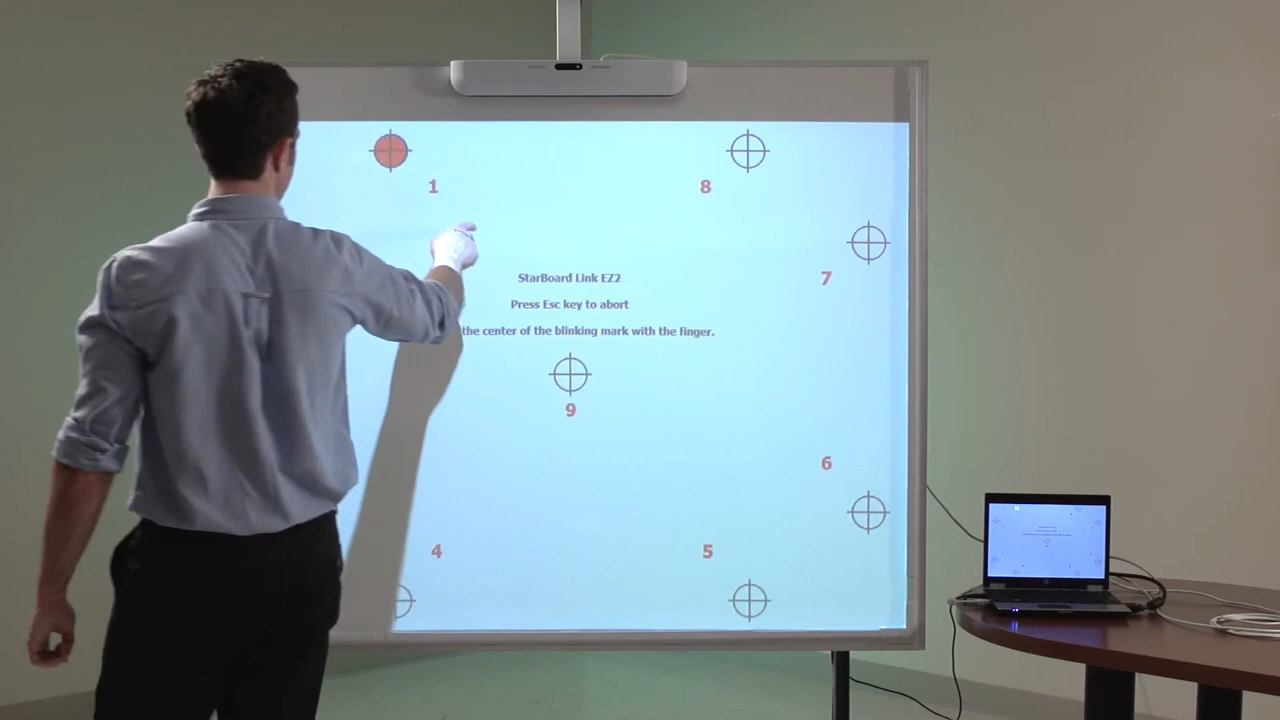 1
8
7
StarBoard Link EZ2
Press Esc key to abort
the center of the blinking mark with the finger.
9
6
4
5